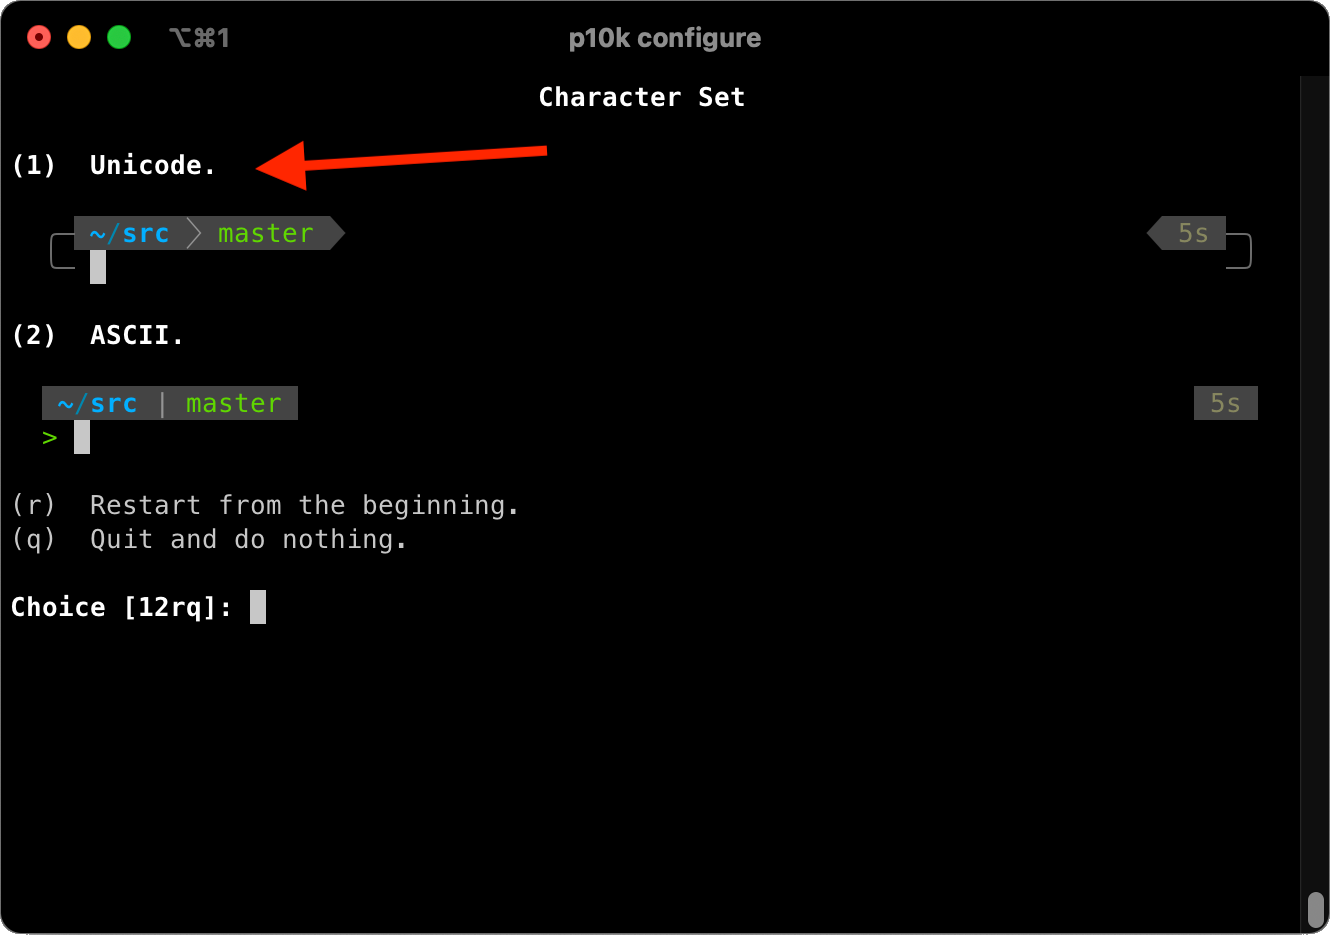 ⌥⌘1 p10k configure
Character Set
(1) Unicode.
~/src master 5s
(2) ASCII.
~/src | master 5s
>
(r) Restart from the beginning.
(q) Quit and do nothing.
Choice [12rq]: